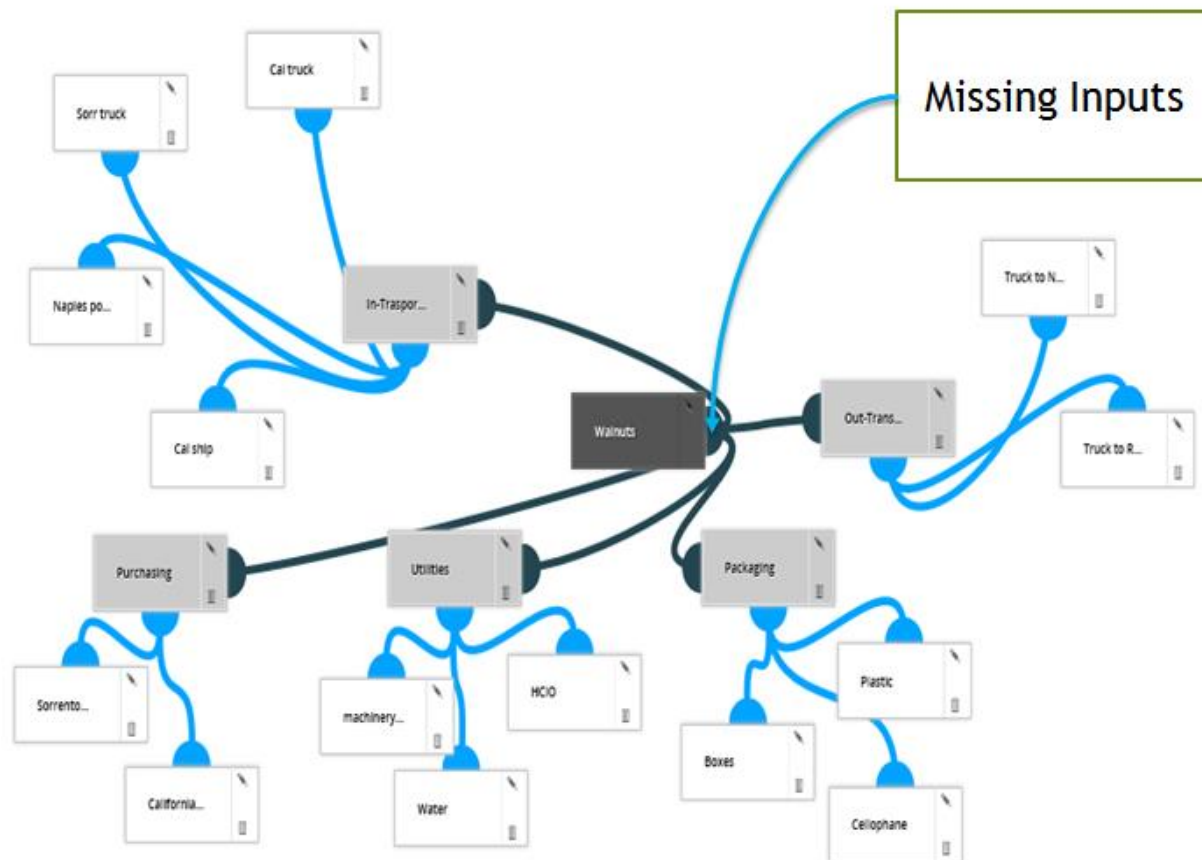 Cal truck
Missing Inputs
Sorr truck
Naples po...
In-Traspor...
Truck to N...
Cal ship
Walnuts
Out-Trans...
Truck to R...
Purchasing
Utilities
Packaging
Sorrento...
machinery...
HClO
Plastic
California...
Water
Boxes
Cellophane